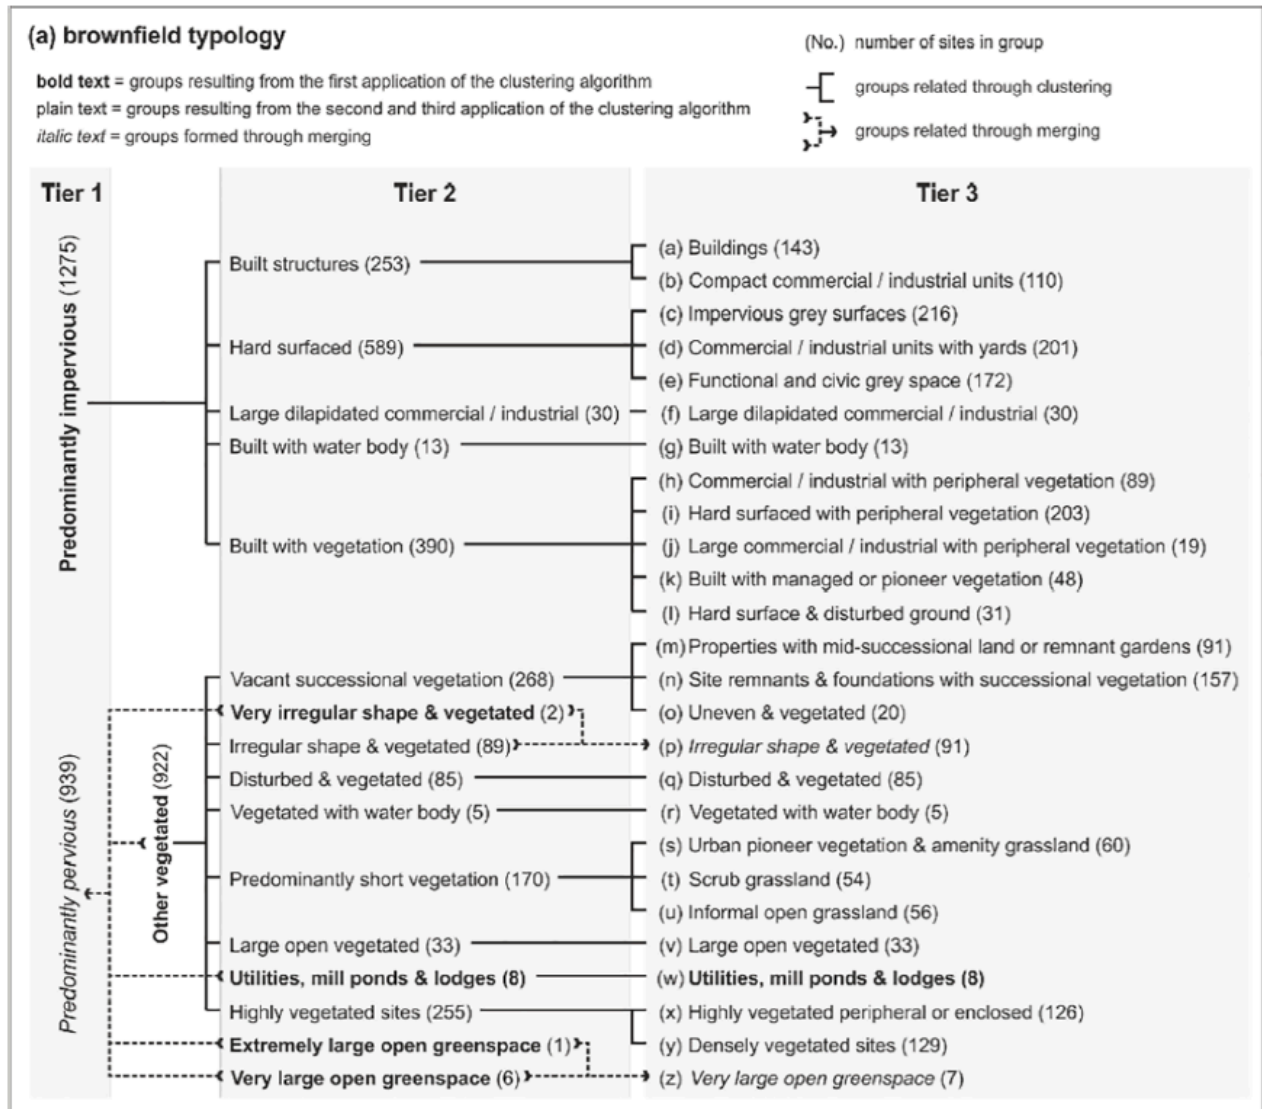 (a) brownfield typology
(No.) number of sites in group
bold text = groups resulting from the first application of the clustering algorithm
groups related through clustering
plain text = groups resulting from the second and third application of the clustering algorithm
italic text = groups formed through merging
groups related through merging
Tier 1
Tier 2
Tier 3
Predominantly impervious (1275)
Built structures (253)
(a) Buildings (143)
(b) Compact commercial / industrial units (110)
Hard surfaced (589)
(c) Impervious grey surfaces (216)
(d) Commercial / industrial units with yards (201)
(e) Functional and civic grey space (172)
Large dilapidated commercial / industrial (30)
(f) Large dilapidated commercial / industrial (30)
Built with water body (13)
(g) Built with water body (13)
Built with vegetation (390)
(h) Commercial / industrial with peripheral vegetation (89)
(i) Hard surfaced with peripheral vegetation (203)
(j) Large commercial / industrial with peripheral vegetation (19)
(k) Built with managed or pioneer vegetation (48)
(l) Hard surface & disturbed ground (31)
Predominantly pervious (939)
Other vegetated (922)
Vacant successional vegetation (268)
(m) Properties with mid-successional land or remnant gardens (91)
(n) Site remnants & foundations with successional vegetation (157)
(o) Uneven & vegetated (20)
Very irregular shape & vegetated (2)
Irregular shape & vegetated (89)
(p) Irregular shape & vegetated (91)
Disturbed & vegetated (85)
(q) Disturbed & vegetated (85)
Vegetated with water body (5)
(r) Vegetated with water body (5)
Predominantly short vegetation (170)
(s) Urban pioneer vegetation & amenity grassland (60)
(t) Scrub grassland (54)
(u) Informal open grassland (56)
Large open vegetated (33)
(v) Large open vegetated (33)
Utilities, mill ponds & lodges (8)
(w) Utilities, mill ponds & lodges (8)
Highly vegetated sites (255)
(x) Highly vegetated peripheral or enclosed (126)
(y) Densely vegetated sites (129)
Extremely large open greenspace (1)
Very large open greenspace (6)
(z) Very large open greenspace (7)